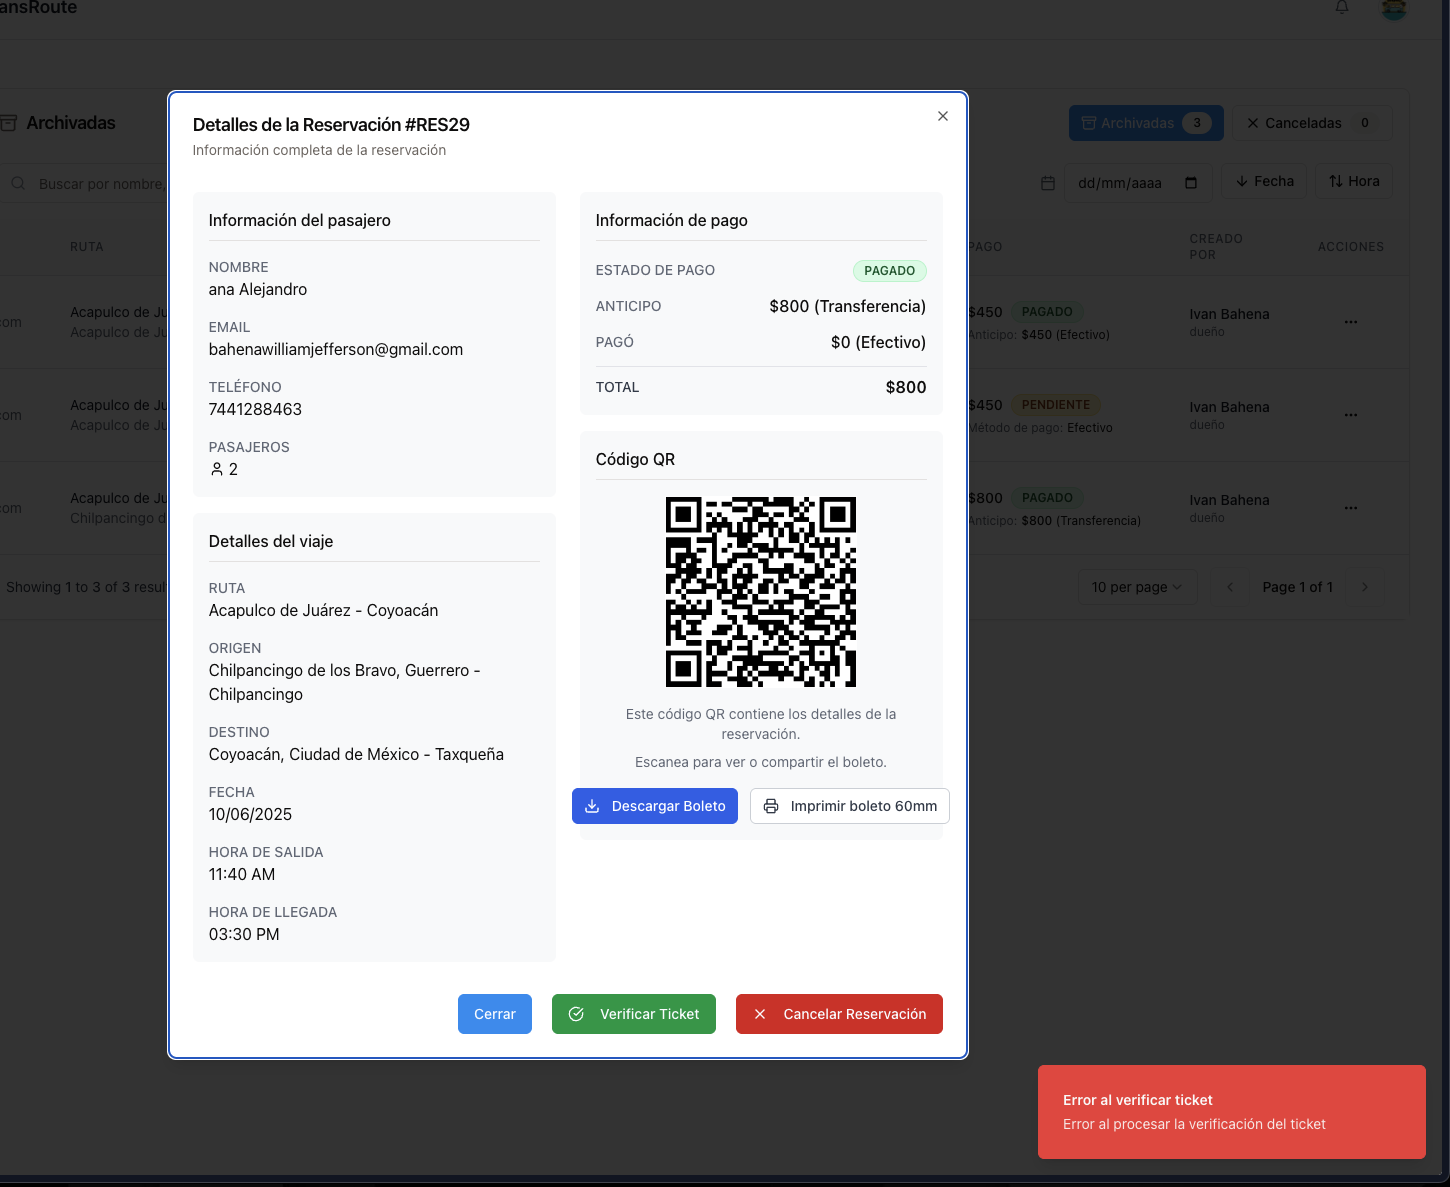 ansRoute
Archivadas
Archivadas 3
Canceladas 0
Buscar por nombre,
dd/mm/aaaa
Fecha
Hora
RUTA
PAGO
CREADO
POR
ACCIONES
com
Acapulco de Ju
Acapulco de Ju
$450 PAGADO
Anticipo: $450 (Efectivo)
Ivan Bahena
dueño
com
Acapulco de Ju
Acapulco de Ju
$450 PENDIENTE
Método de pago: Efectivo
Ivan Bahena
dueño
com
Acapulco de Ju
Chilpancingo d
$800 PAGADO
Anticipo: $800 (Transferencia)
Ivan Bahena
dueño
Showing 1 to 3 of 3 resul
10 per page
Page 1 of 1
Detalles de la Reservación #RES29
Información completa de la reservación
Información del pasajero
NOMBRE
ana Alejandro
EMAIL
bahenawilliamjefferson@gmail.com
TELÉFONO
7441288463
PASAJEROS
2
Detalles del viaje
RUTA
Acapulco de Juárez - Coyoacán
ORIGEN
Chilpancingo de los Bravo, Guerrero -
Chilpancingo
DESTINO
Coyoacán, Ciudad de México - Taxqueña
FECHA
10/06/2025
HORA DE SALIDA
11:40 AM
HORA DE LLEGADA
03:30 PM
Información de pago
ESTADO DE PAGO PAGADO
ANTICIPO $800 (Transferencia)
PAGÓ $0 (Efectivo)
TOTAL $800
Código QR
Este código QR contiene los detalles de la
reservación.
Escanea para ver o compartir el boleto.
Descargar Boleto
Imprimir boleto 60mm
Cerrar
Verificar Ticket
Cancelar Reservación
Error al verificar ticket
Error al procesar la verificación del ticket